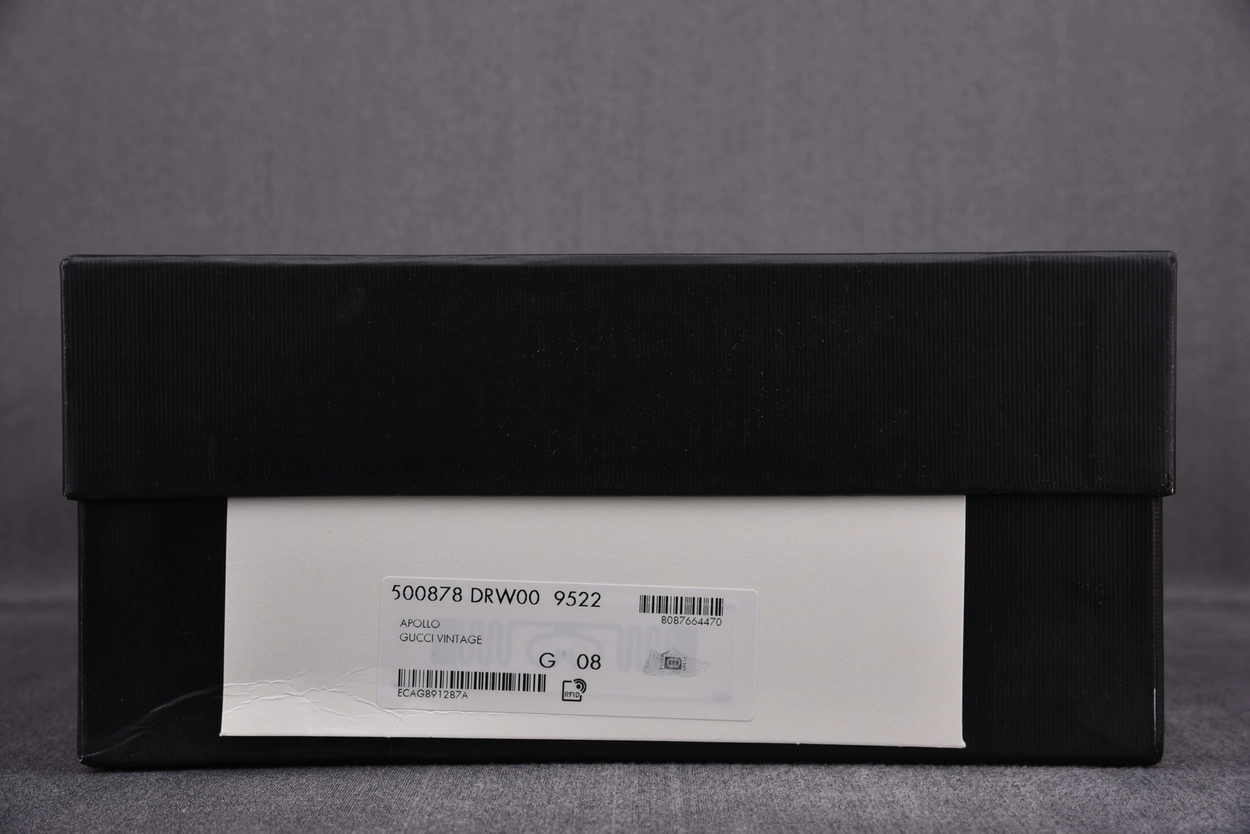 500878 DRW00 9522
8087664470
APOLLO
GUCCI VINTAGE
G 08
ECAG891287A
RFID